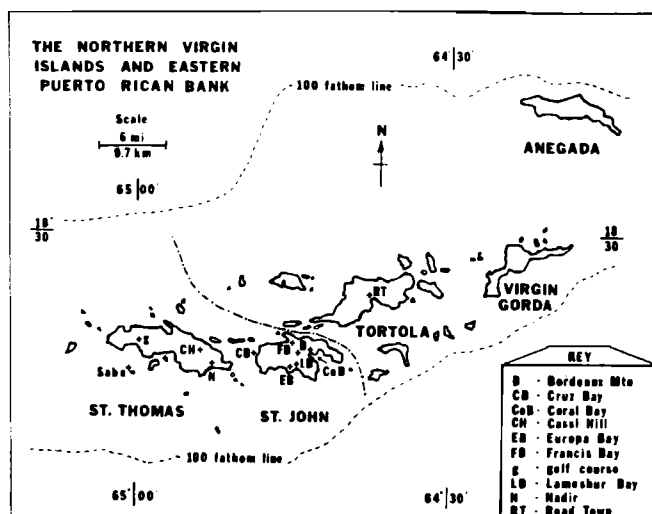 THE NORTHERN VIRGIN
ISLANDS AND EASTERN
PUERTO RICAN BANK
64° 30'
100 fathom line
Scale
6 mi
9.7 km
N
ANEGADA
65 00'
18°
30
18°
30
RT
VIRGIN
GORDA
TORTOLA
g
CH
CB
FB
B
LB
Saba
N
EB
CoB
ST. THOMAS
ST. JOHN
100 fathom line
65° 00'
64° 30'
KEY
B · Bordeaux Mtn
CB · Cruz Bay
CoB · Coral Bay
CH · Cassi Hill
EB · Europa Bay
FB · Francis Bay
g · golf course
LB · Lameshur Bay
N · Nadir
RT · Road Town